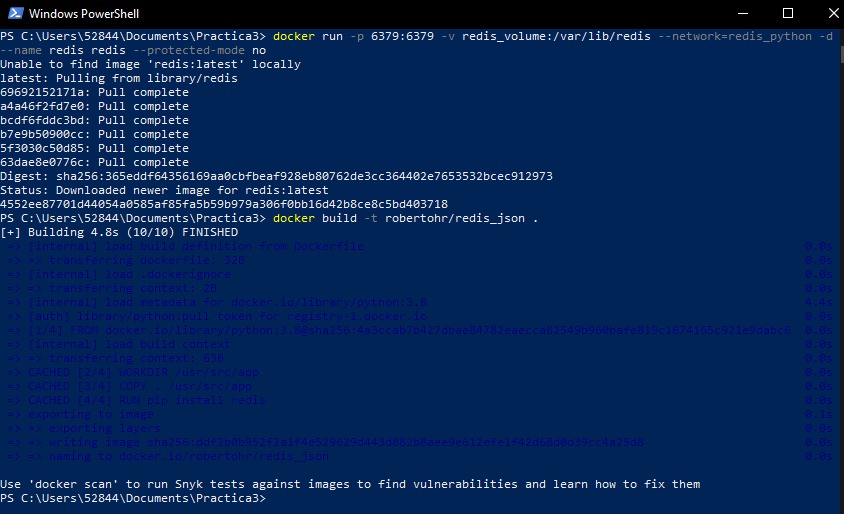 Windows PowerShell
PS C:\Users\52844\Documents\Practica3> docker run -p 6379:6379 -v redis_volume:/var/lib/redis --network=redis_python -d
--name redis redis --protected-mode no
Unable to find image 'redis:latest' locally
latest: Pulling from library/redis
69692152171a: Pull complete
a4a46f2fd7e0: Pull complete
bcdf6fddc3bd: Pull complete
b7e9b50900cc: Pull complete
5f3030c50d85: Pull complete
63dae8e0776c: Pull complete
Digest: sha256:365eddf64356169aa0cbfbeaf928eb80762de3cc364402e7653532bcec912973
Status: Downloaded newer image for redis:latest
4552ee87701d44054a0585af85fa5b59b979a306f0bb16d42b8ce8c5bd403718
PS C:\Users\52844\Documents\Practica3> docker build -t robertohr/redis_json .
[+] Building 4.8s (10/10) FINISHED
=> [internal] load build definition from Dockerfile 0.0s
=> => transferring dockerfile: 32B 0.0s
=> [internal] load .dockerignore 0.0s
=> => transferring context: 2B 0.0s
=> [internal] load metadata for docker.io/library/python:3.8 4.4s
=> [auth] library/python:pull token for registry-1.docker.io 0.0s
=> [1/4] FROM 0.0s
=> [internal] load build context 0.0s
=> => transferring context: 63B 0.0s
=> CACHED [2/4] WORKDIR /usr/src/app 0.0s
=> CACHED [3/4] COPY . /usr/src/app 0.0s
=> CACHED [4/4] RUN pip install redis 0.0s
=> exporting to image 0.1s
=> => exporting layers 0.0s
=> => writing image 0.0s
=> => naming to docker.io/robertohr/redis_json 0.0s
Use 'docker scan' to run Snyk tests against images to find vulnerabilities and learn how to fix them
PS C:\Users\52844\Documents\Practica3>